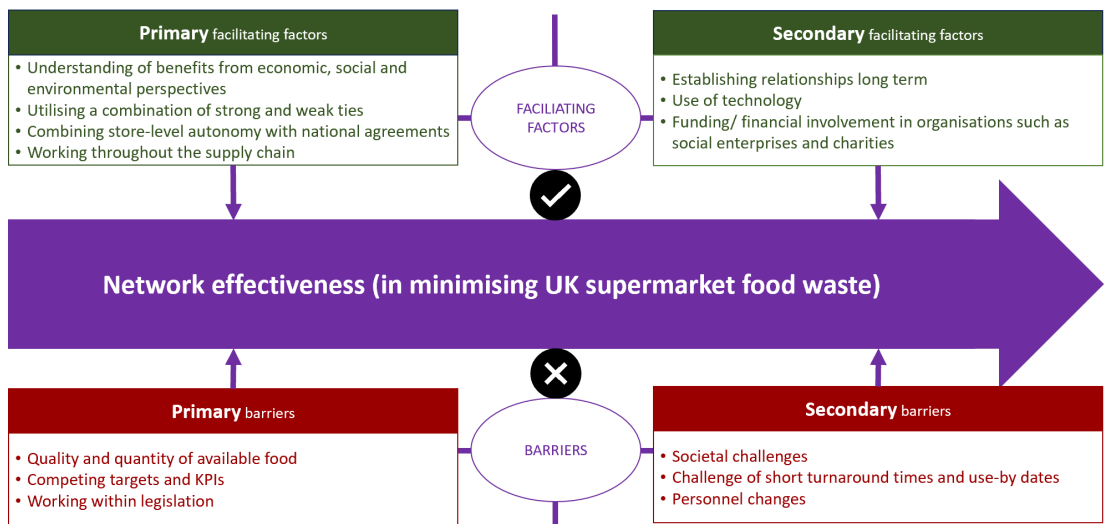 Primary facilitating factors
• Understanding of benefits from economic, social and
environmental perspectives
• Utilising a combination of strong and weak ties
• Combining store-level autonomy with national agreements
• Working throughout the supply chain
FACILIATING
FACTORS
Secondary facilitating factors
• Establishing relationships long term
• Use of technology
• Funding/ financial involvement in organisations such as
social enterprises and charities
Network effectiveness (in minimising UK supermarket food waste)
Primary barriers
• Quality and quantity of available food
• Competing targets and KPIs
• Working within legislation
BARRIERS
Secondary barriers
• Societal challenges
• Challenge of short turnaround times and use-by dates
• Personnel changes